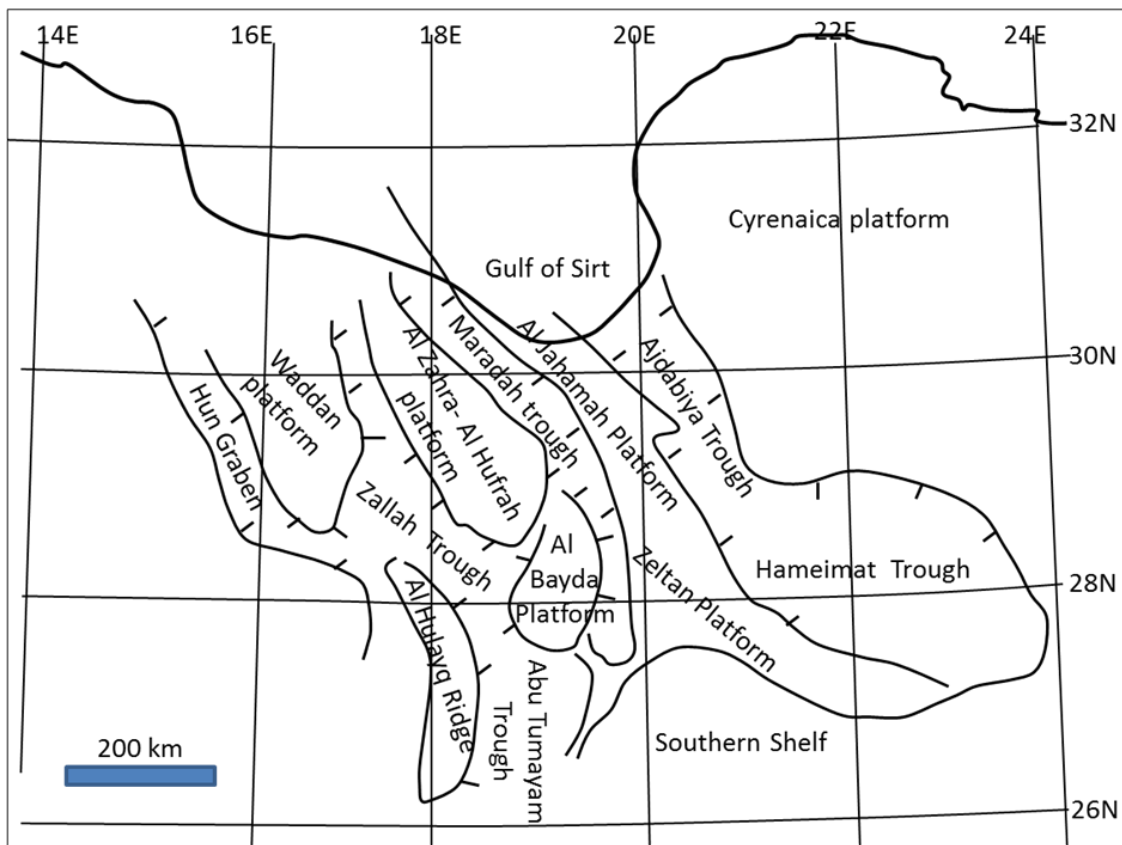 14E
16E
18E
20E
22E
24E
32N
Cyrenaica platform
Gulf of Sirt
30N
Hun Graben
Waddan
platform
Al Zahra- Al Hufrah
platform
Maradah trough
Al Jahamah Platform
Ajdabiya Trough
Zallah Trough
Al
Bayda
Platform
Zeltan Platform
Hameimat Trough
28N
Al Hulayq Ridge
Abu Tumayam
Trough
Southern Shelf
200 km
26N